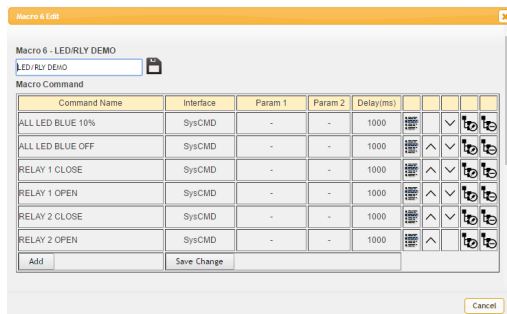 Macro 6 Edit
Macro 6 - LED/RLY DEMO
LED/RLY DEMO
Macro Command
Command Name Interface Param 1 Param 2 Delay(ms)
ALL LED BLUE 10% SysCMD - - 1000
ALL LED BLUE OFF SysCMD - - 1000
RELAY 1 CLOSE SysCMD - - 1000
RELAY 1 OPEN SysCMD - - 1000
RELAY 2 CLOSE SysCMD - - 1000
RELAY 2 OPEN SysCMD - - 1000
Add Save Change
Cancel